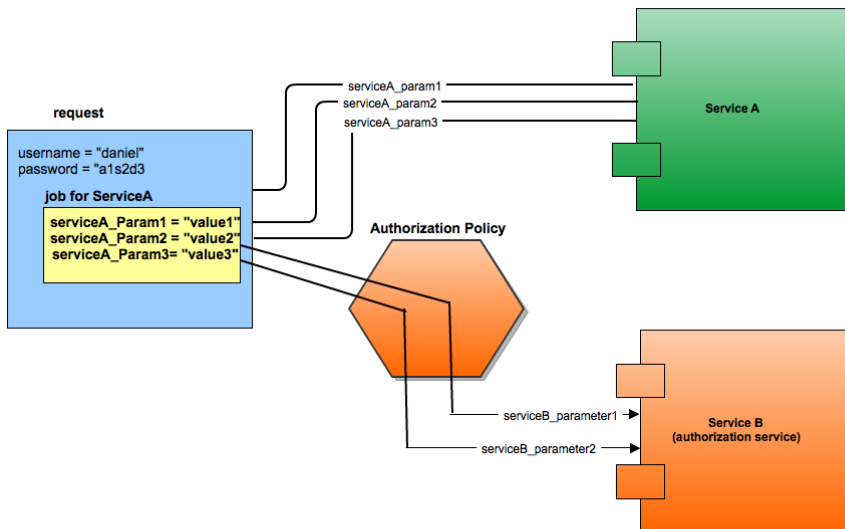 request
username = "daniel"
password = "a1s2d3
job for ServiceA
serviceA_Param1 = "value1"
serviceA_Param2 = "value2"
serviceA_Param3= "value3"
serviceA_param1
serviceA_param2
serviceA_param3
Service A
Authorization Policy
serviceB_parameter1
serviceB_parameter2
Service B
(authorization service)